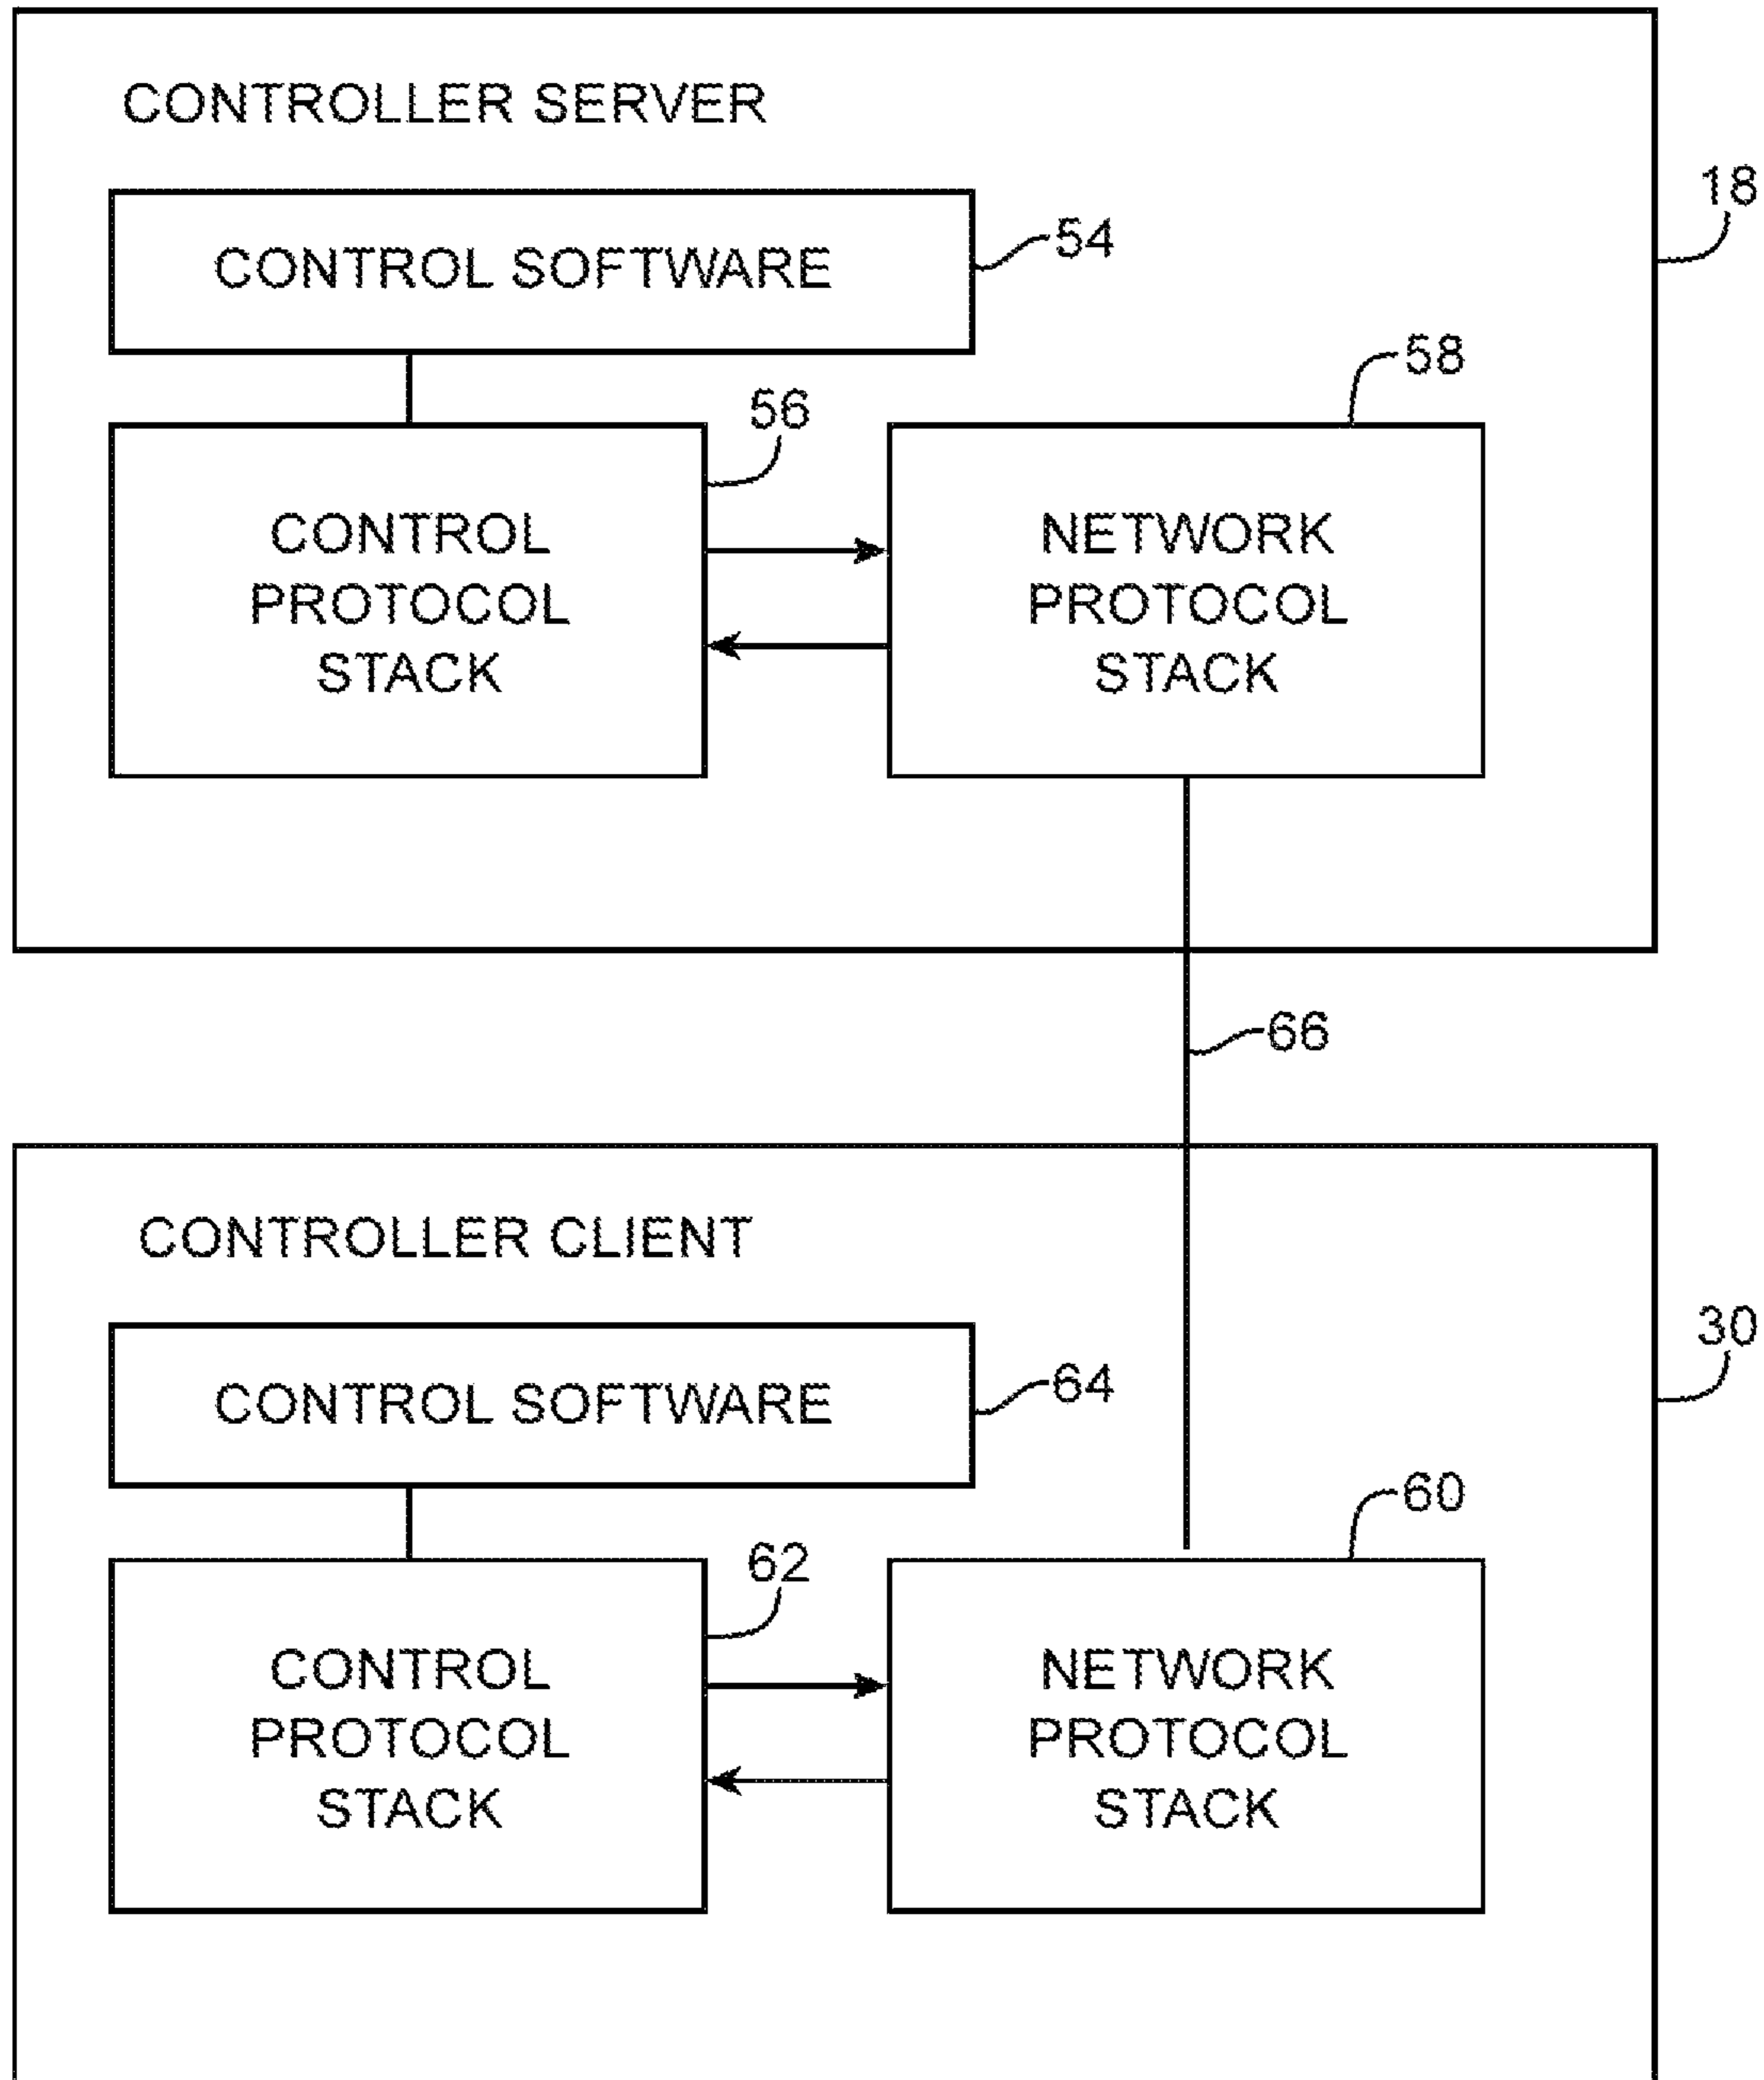 CONTROLLER SERVER
18
CONTROL SOFTWARE
54
58
56
CONTROL
PROTOCOL
STACK
NETWORK
PROTOCOL
STACK
66
CONTROLLER CLIENT
30
CONTROL SOFTWARE
64
60
62
CONTROL
PROTOCOL
STACK
NETWORK
PROTOCOL
STACK